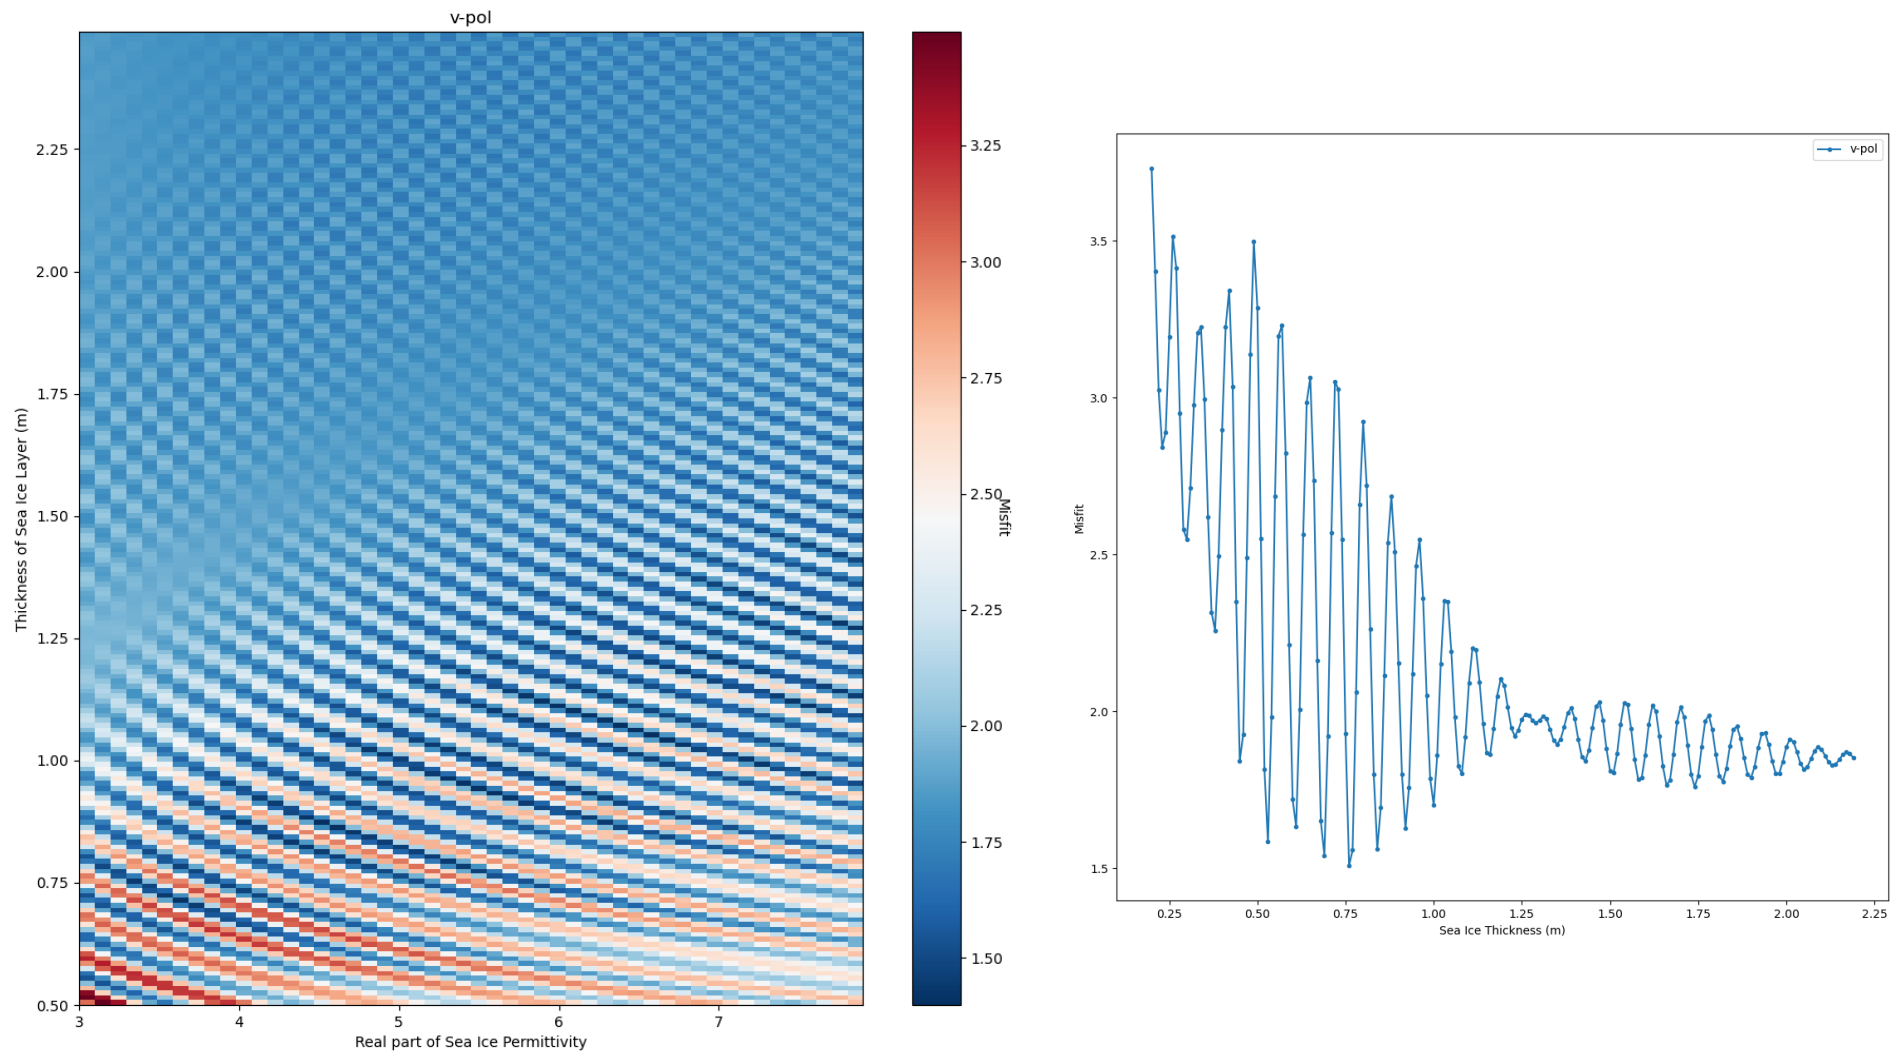 v-pol
Thickness of Sea Ice Layer (m)
2.25
2.00
1.75
1.50
1.25
1.00
0.75
0.50
3 4 5 6 7
Real part of Sea Ice Permittivity
3.25
3.00
2.75
2.50
2.25
2.00
1.75
1.50
Misfit
v-pol
Misfit
3.5
3.0
2.5
2.0
1.5
0.25 0.50 0.75 1.00 1.25 1.50 1.75 2.00 2.25
Sea Ice Thickness (m)